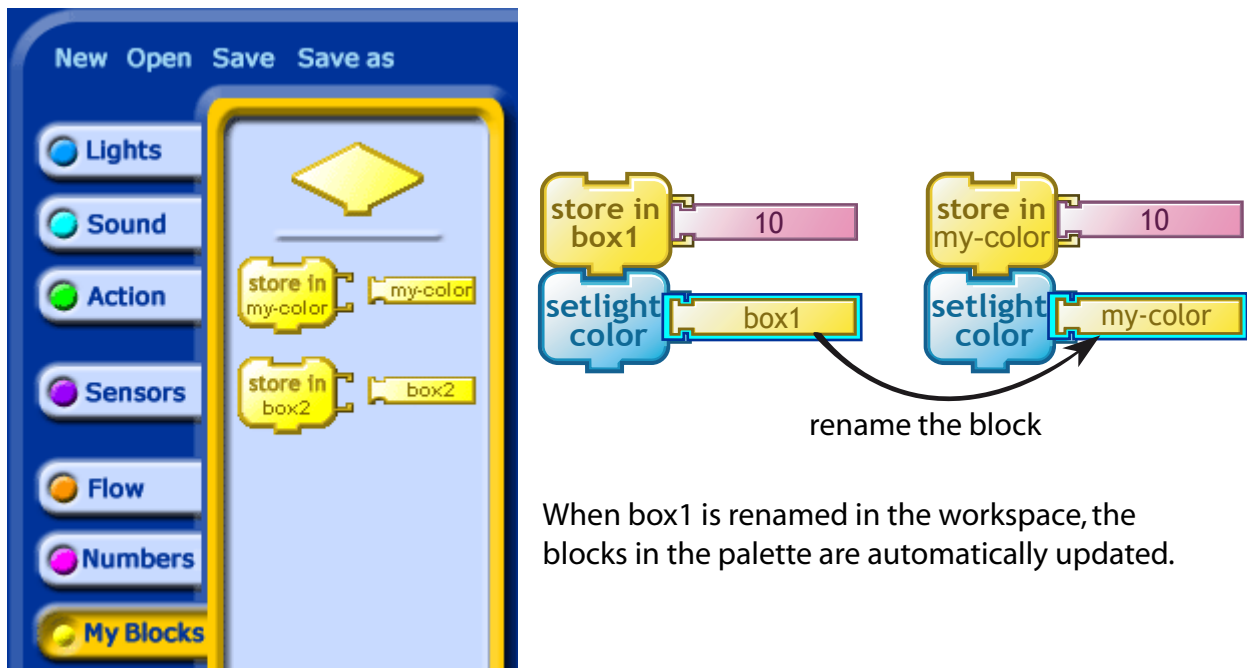 New Open Save Save as
Lights
Sound
Action
Sensors
Flow
Numbers
My Blocks
store in
my-color
my-color
store in
box2
box2
store in
box1
10
setlight
color
box1
store in
my-color
10
setlight
color
my-color
rename the block
When box1 is renamed in the workspace, the
blocks in the palette are automatically updated.